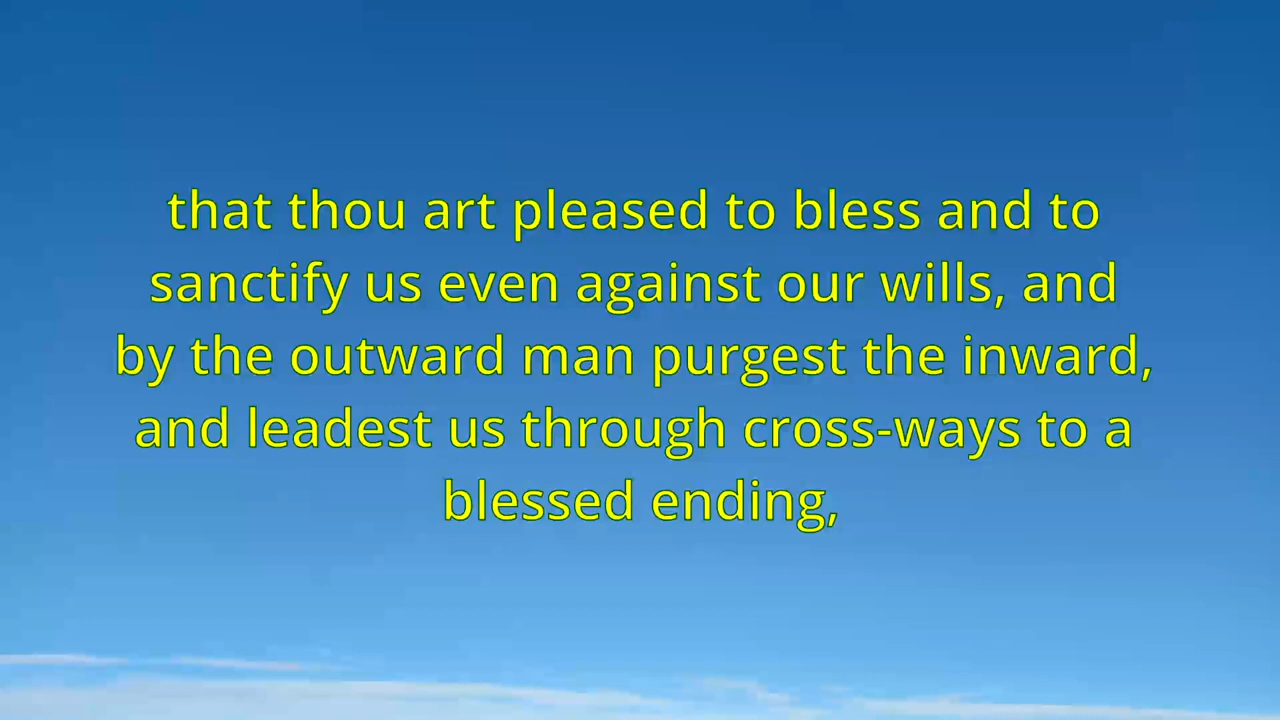 that thou art pleased to bless and to
sanctify us even against our wills, and
by the outward man purgest the inward,
and leadest us through cross-ways to a
blessed ending,